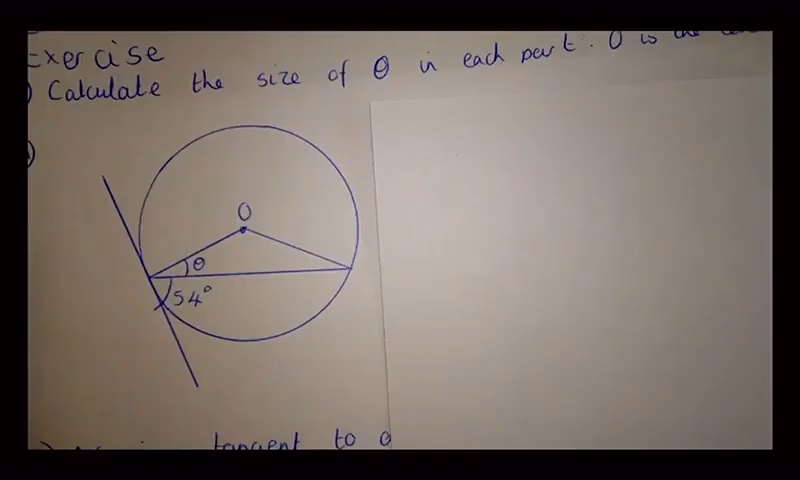 Exercise
) Calculate the size of θ in each part. O is the
)
O
θ
54°
tangent to a